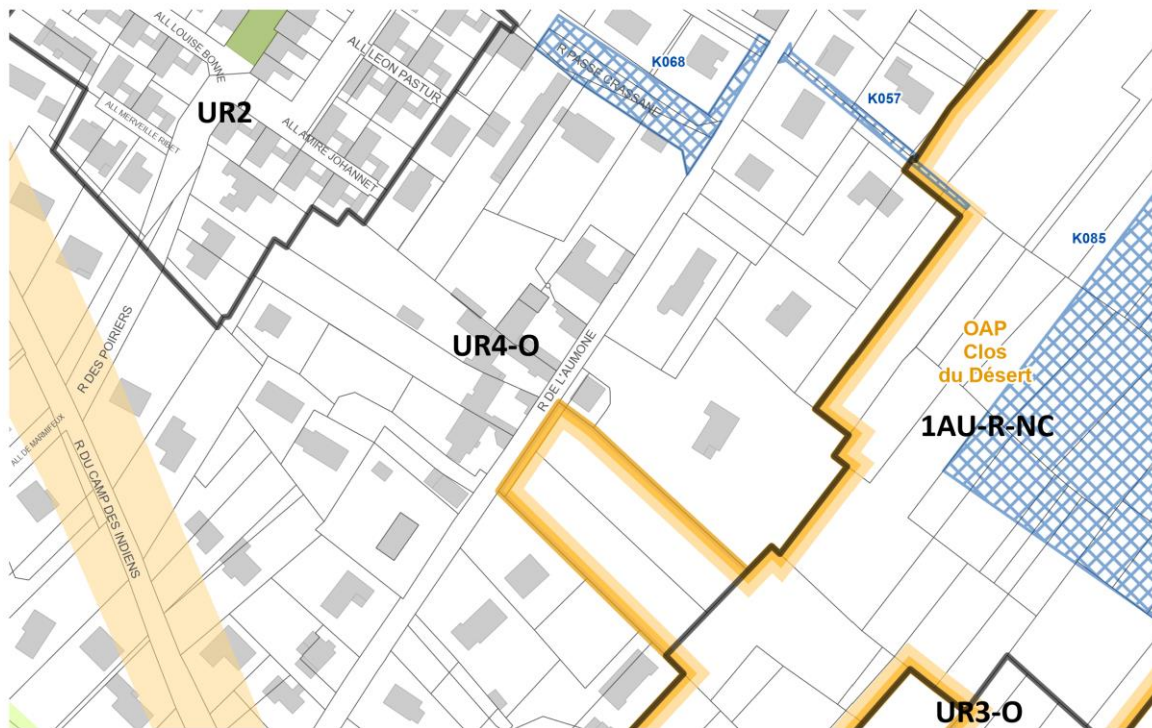 ALL LOUISE BONNE
ALL LEON PASTUR
R PASSE CRASSANE
K068
K057
UR2
ALL MERVEILLE RIBET
ALL AMIRE JOHANNET
K085
R DES POIRIERS
UR4-O
R DE L'AUMONE
OAP
Clos
du Désert
1AU-R-NC
ALL DE MARMIFEUX
R DU CAMP DES INDIENS
UR3-O